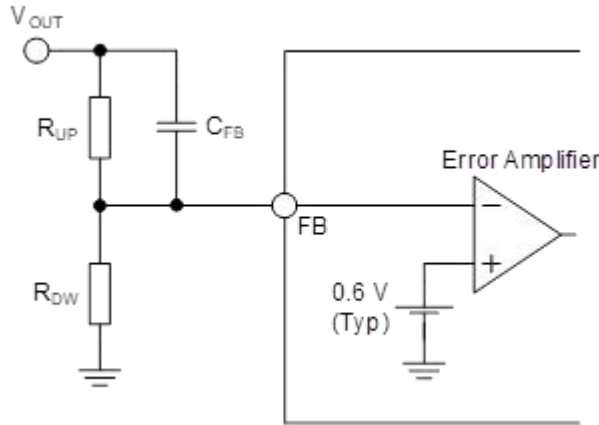 VOUT
RUP
CFB
Error Amplifier
−
FB
+
RDW
0.6 V
(Typ)